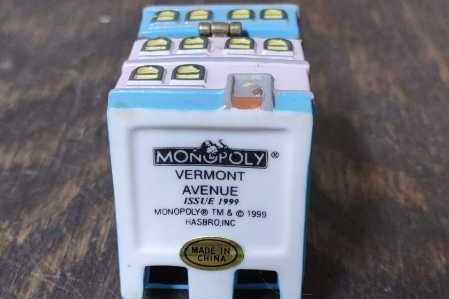 MONOPOLY®
VERMONT
AVENUE
ISSUE 1999
MONOPOLY® TM & © 1999
HASBRO, INC
MADE IN
CHINA